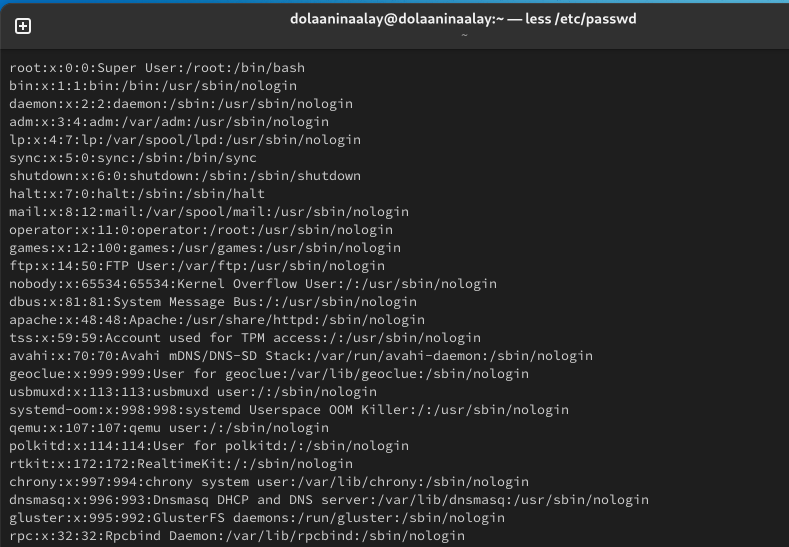 dolaaninaalay@dolaaninaalay:~ — less /etc/passwd
~
root:x:0:0:Super User:/root:/bin/bash
bin:x:1:1:bin:/bin:/usr/sbin/nologin
daemon:x:2:2:daemon:/sbin:/usr/sbin/nologin
adm:x:3:4:adm:/var/adm:/usr/sbin/nologin
lp:x:4:7:lp:/var/spool/lpd:/usr/sbin/nologin
sync:x:5:0:sync:/sbin:/bin/sync
shutdown:x:6:0:shutdown:/sbin:/sbin/shutdown
halt:x:7:0:halt:/sbin:/sbin/halt
mail:x:8:12:mail:/var/spool/mail:/usr/sbin/nologin
operator:x:11:0:operator:/root:/usr/sbin/nologin
games:x:12:100:games:/usr/games:/usr/sbin/nologin
ftp:x:14:50:FTP User:/var/ftp:/usr/sbin/nologin
nobody:x:65534:65534:Kernel Overflow User:/:/usr/sbin/nologin
dbus:x:81:81:System Message Bus:/:/usr/sbin/nologin
apache:x:48:48:Apache:/usr/share/httpd:/sbin/nologin
tss:x:59:59:Account used for TPM access:/:/usr/sbin/nologin
avahi:x:70:70:Avahi mDNS/DNS-SD Stack:/var/run/avahi-daemon:/sbin/nologin
geoclue:x:999:999:User for geoclue:/var/lib/geoclue:/sbin/nologin
usbmuxd:x:113:113:usbmuxd user:/:/sbin/nologin
systemd-oom:x:998:998:systemd Userspace OOM Killer:/:/usr/sbin/nologin
qemu:x:107:107:qemu user:/:/sbin/nologin
polkitd:x:114:114:User for polkitd:/:/sbin/nologin
rtkit:x:172:172:RealtimeKit:/:/sbin/nologin
chrony:x:997:994:chrony system user:/var/lib/chrony:/sbin/nologin
dnsmasq:x:996:993:Dnsmasq DHCP and DNS server:/var/lib/dnsmasq:/usr/sbin/nologin
gluster:x:995:992:GlusterFS daemons:/run/gluster:/sbin/nologin
rpc:x:32:32:Rpcbind Daemon:/var/lib/rpcbind:/sbin/nologin